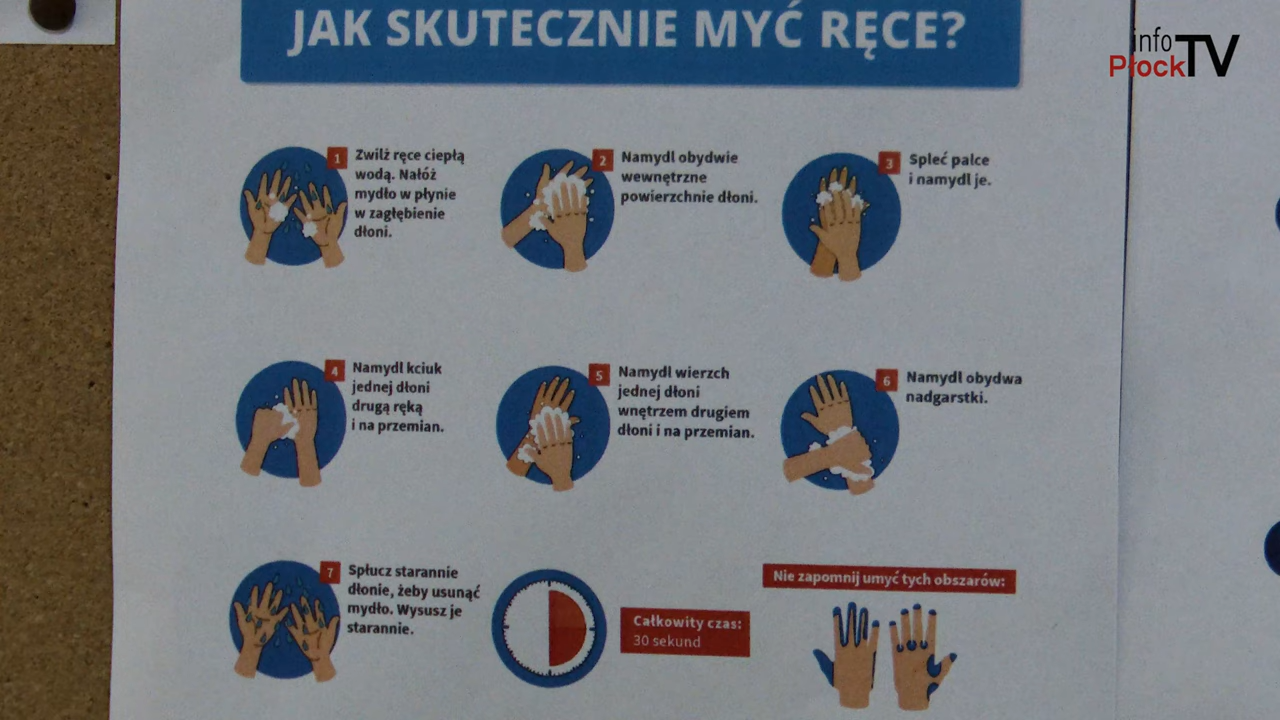 JAK SKUTECZNIE MYĆ RĘCE?
info
PłockTV
1
Zwilż ręce ciepłą
wodą. Nałóż
mydło w płynie
w zagłębienie
dłoni.
2
Namydl obydwie
wewnętrzne
powierzchnie dłoni.
3
Spleć palce
i namydl je.
4
Namydl kciuk
jednej dłoni
drugą ręką
i na przemian.
5
Namydl wierzch
jednej dłoni
wnętrzem drugiem
dłoni i na przemian.
6
Namydl obydwa
nadgarstki.
7
Spłucz starannie
dłonie, żeby usunąć
mydło. Wysusz je
starannie.
Całkowity czas:
30 sekund
Nie zapomnij umyć tych obszarów: